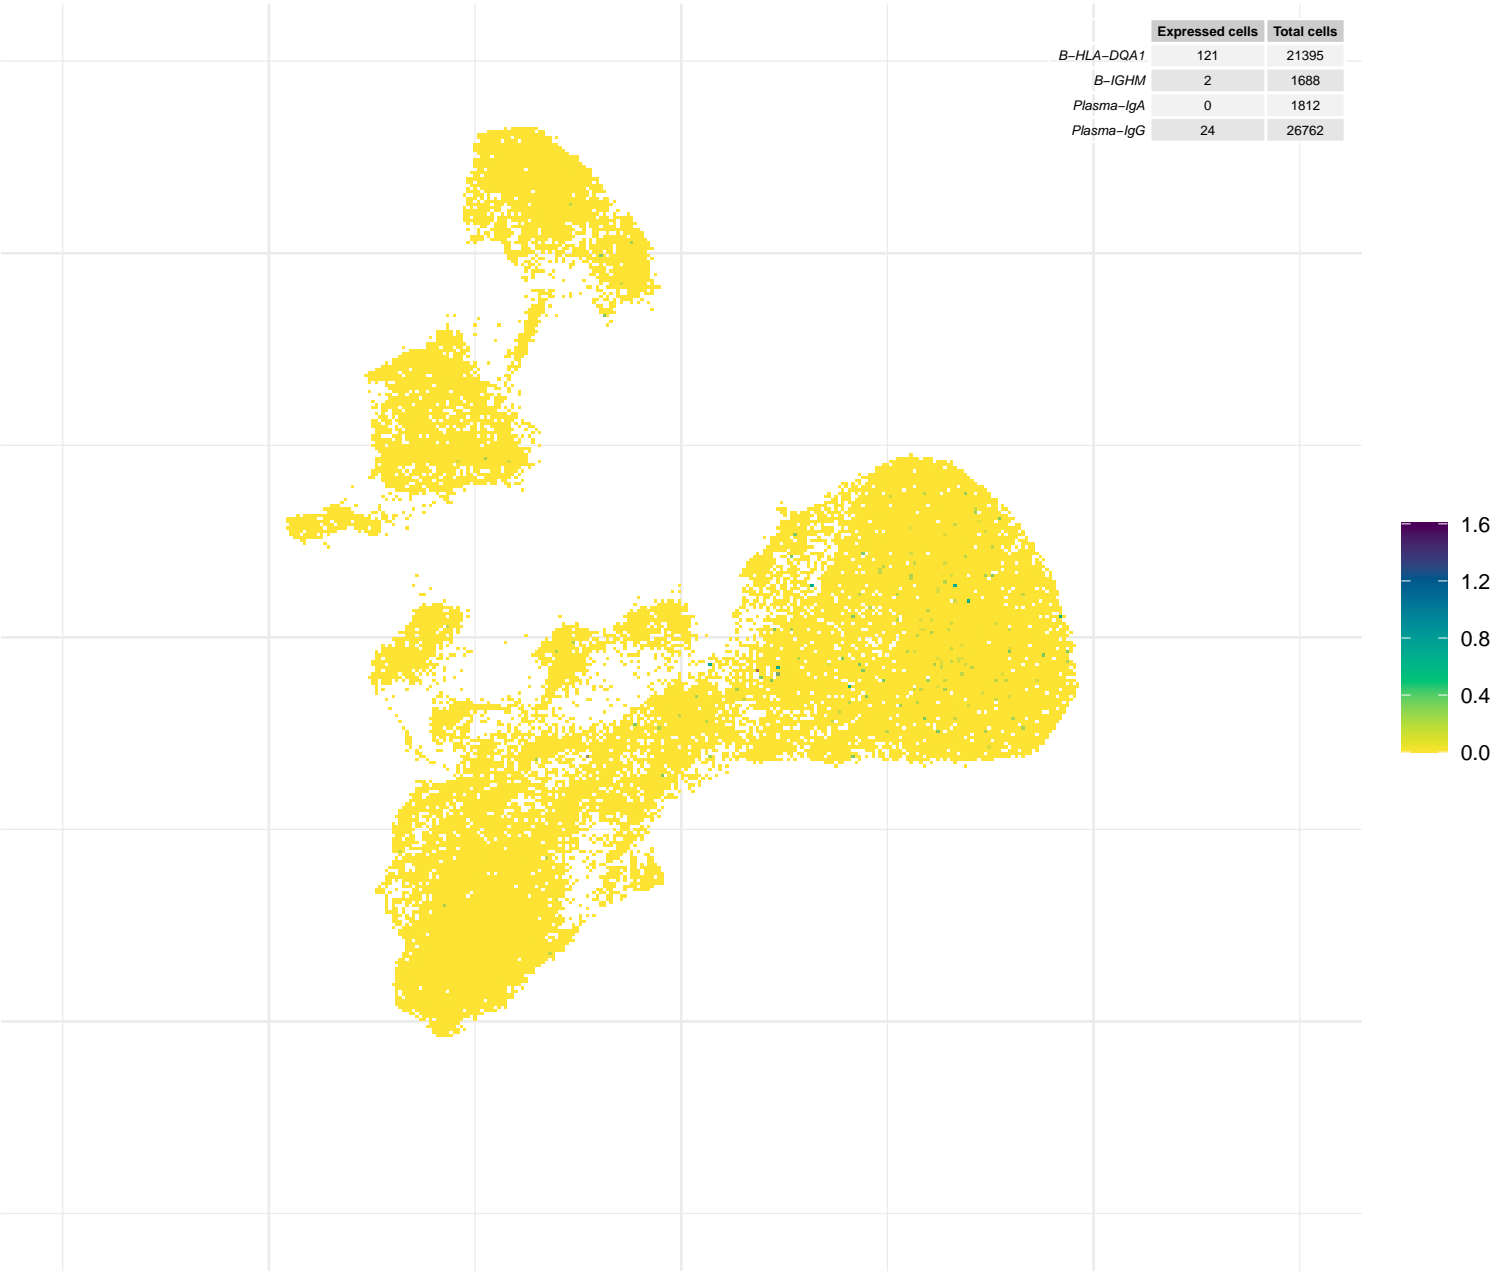 Expressed cells Total cells
B−HLA−DQA1 121 21395
B−IGHM 2 1688
Plasma−IgA 0 1812
Plasma−IgG 24 26762
1.6
1.2
0.8
0.4
0.0